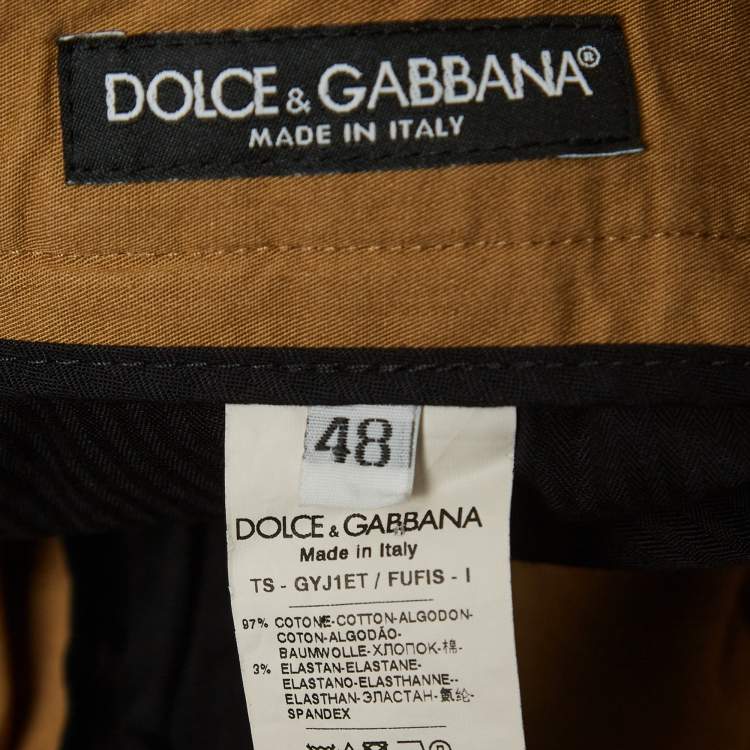 DOLCE & GABBANA®
MADE IN ITALY
48
DOLCE & GABBANA
Made in Italy
TS - GYJ1ET / FUFIS - I
97% COTONE-COTTON-ALGODON-
COTON-ALGODÃO-
BAUMWOLLE-ХЛОПОК-棉-
3% ELASTAN-ELASTANE-
ELASTANO-ELASTHANNE--
ELASTHAN-ЭЛАСТАН-氨纶-
SPANDEX